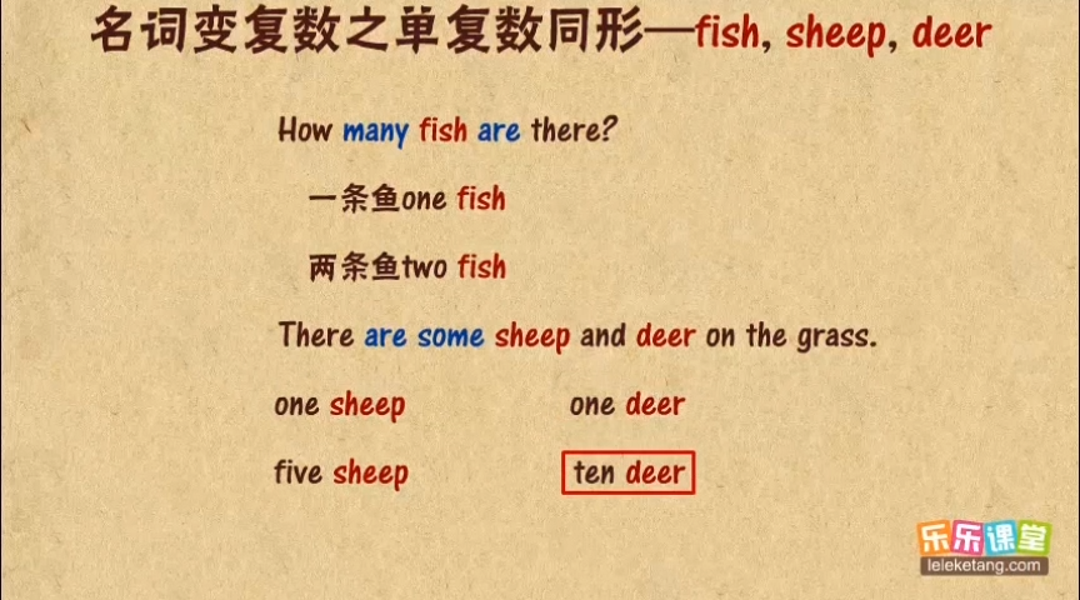 名词变复数之单复数同形—fish, sheep, deer
How many fish are there?
一条鱼one fish
两条鱼two fish
There are some sheep and deer on the grass.
one sheep one deer
five sheep ten deer
乐乐课堂
leleketang.com